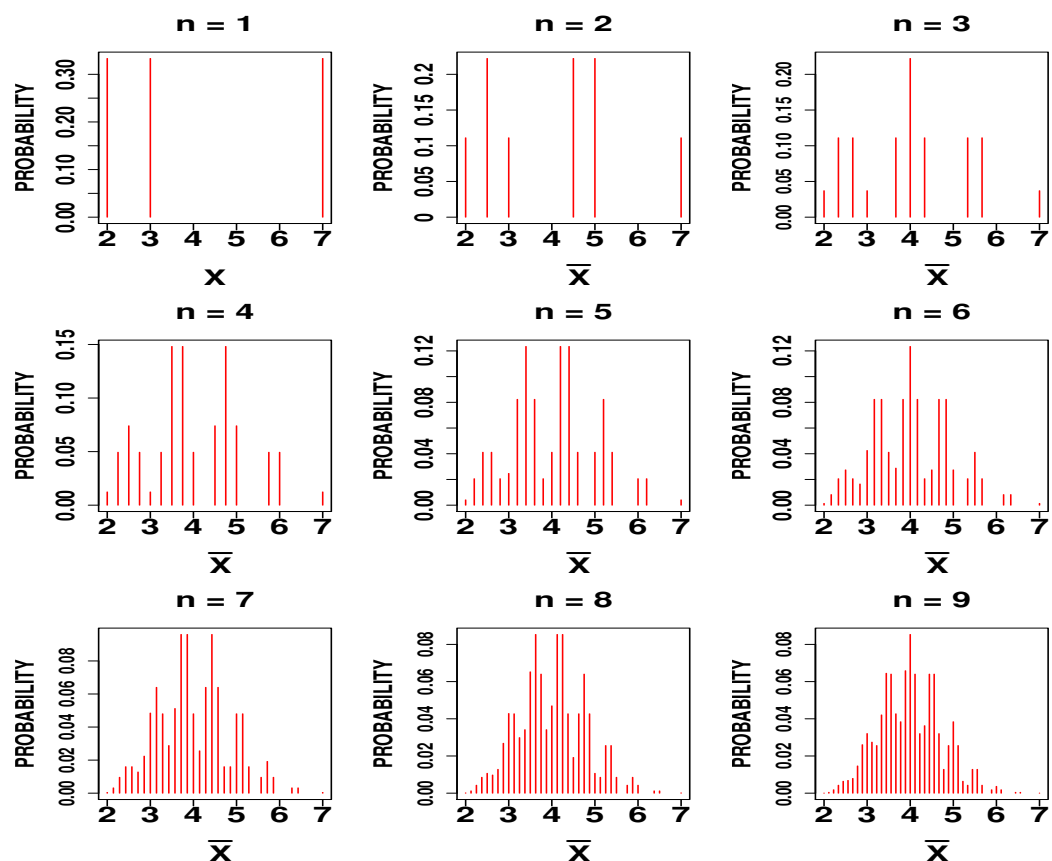 n = 1
n = 2
n = 3
PROBABILITY
0.00
0.10
0.20
0.30
2 3 4 5 6 7
X
PROBABILITY
0
0.05
0.1
0.15
0.2
2 3 4 5 6 7
X̅
PROBABILITY
0.00
0.05
0.10
0.15
0.20
2 3 4 5 6 7
X̅
n = 4
n = 5
n = 6
PROBABILITY
0.00
0.05
0.10
0.15
2 3 4 5 6 7
X̅
PROBABILITY
0.00
0.04
0.08
0.12
2 3 4 5 6 7
X̅
PROBABILITY
0.00
0.04
0.08
0.12
2 3 4 5 6 7
X̅
n = 7
n = 8
n = 9
PROBABILITY
0.00
0.02
0.04
0.06
0.08
2 3 4 5 6 7
X̅
PROBABILITY
0.00
0.02
0.04
0.06
0.08
2 3 4 5 6 7
X̅
PROBABILITY
0.00
0.02
0.04
0.06
0.08
2 3 4 5 6 7
X̅